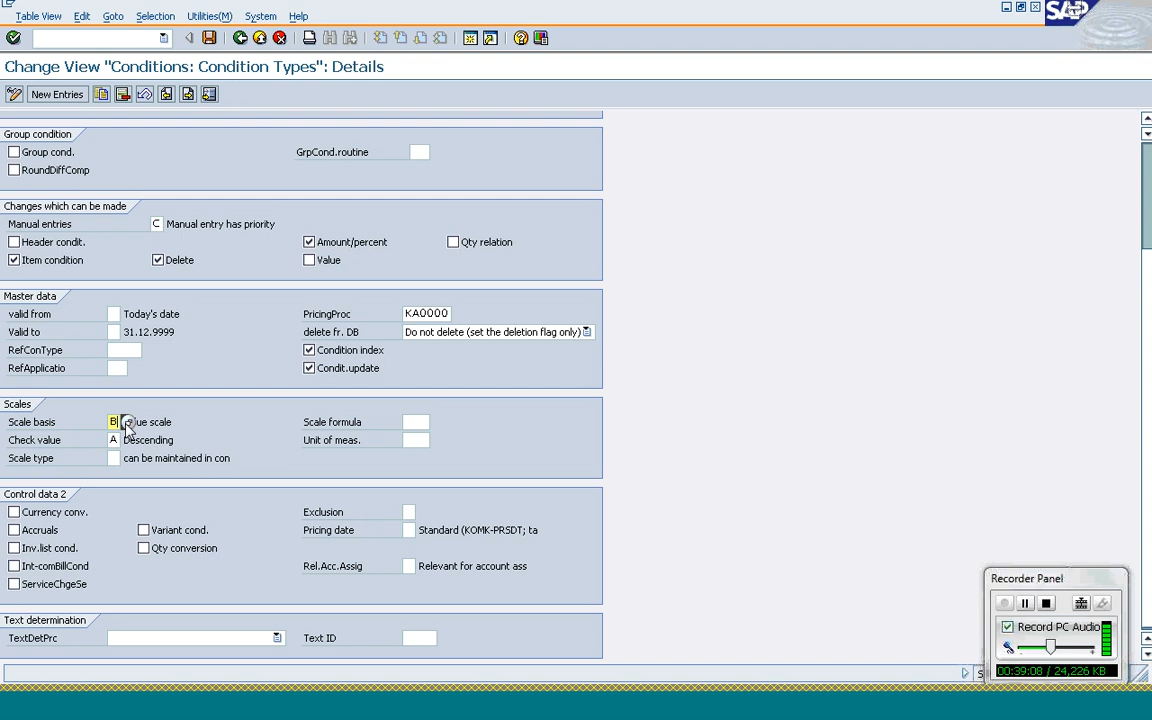 Table View Edit Goto Selection Utilities(M) System Help
SAP
Change View "Conditions: Condition Types": Details
New Entries
Group condition
Group cond. GrpCond.routine
RoundDiffComp
Changes which can be made
Manual entries C Manual entry has priority
Header condit. Amount/percent Qty relation
Item condition Delete Value
Master data
valid from Today's date PricingProc KA0000
Valid to 31.12.9999 delete fr. DB Do not delete (set the deletion flag only)
RefConType Condition index
RefApplicatio Condit.update
Scales
Scale basis B ue scale Scale formula
Check value A Descending Unit of meas.
Scale type can be maintained in con
Control data 2
Currency conv. Exclusion
Accruals Variant cond. Pricing date Standard (KOMK-PRSDT; ta
Inv.list cond. Qty conversion
Int-comBillCond Rel.Acc.Assig Relevant for account ass
ServiceChgeSe
Text determination
TextDetPrc Text ID
Recorder Panel
Record PC Audio
00:39:08 / 24,226 KB